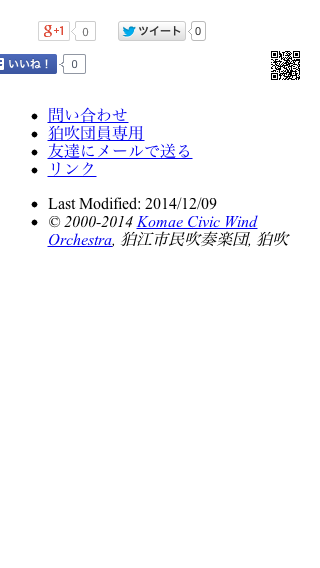 g+1 0 ツイート 0
いいね！ 0
問い合わせ
狛吹団員専用
友達にメールで送る
リンク
Last Modified: 2014/12/09
© 2000-2014 Komae Civic Wind
Orchestra, 狛江市民吹奏楽団, 狛吹